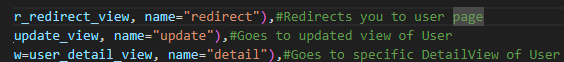 r_redirect_view, name="redirect"),#Redirects you to user page
update_view, name="update"),#Goes to updated view of User
w=user_detail_view, name="detail"),#Goes to specific DetailView of User